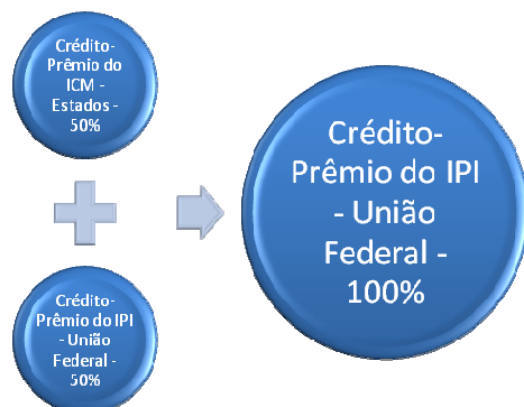 Crédito-
Prêmio do
ICM -
Estados -
50%
Crédito-
Prêmio do IPI
- União
Federal -
50%
Crédito-
Prêmio do IPI
- União
Federal -
100%